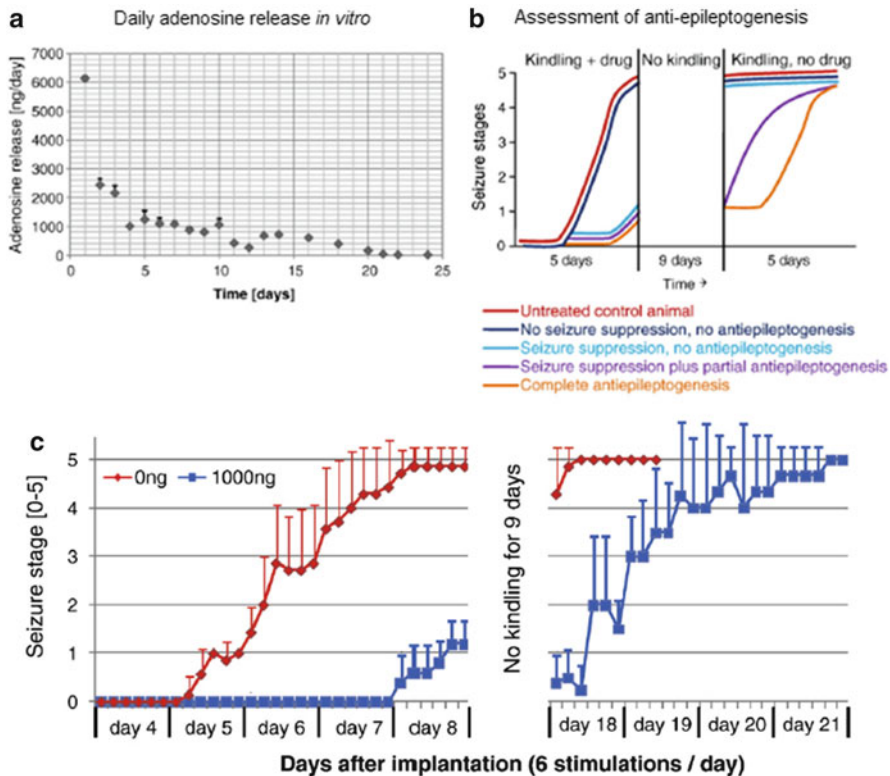 a
Daily adenosine release in vitro
Adenosine release [ng/day]
7000
6000
5000
4000
3000
2000
1000
0
0 5 10 15 20 25
Time [days]
b
Assessment of anti-epileptogenesis
Kindling + drug No kindling Kindling, no drug
Seizure stages
5
4
3
2
1
0
5 days 9 days 5 days
Time →
Untreated control animal
No seizure suppression, no antiepileptogenesis
Seizure suppression, no antiepileptogenesis
Seizure suppression plus partial antiepileptogenesis
Complete antiepileptogenesis
c
Seizure stage [0-5]
5
4
3
2
1
0
0ng 1000ng
day 4 day 5 day 6 day 7 day 8
No kindling for 9 days
day 18 day 19 day 20 day 21
Days after implantation (6 stimulations / day)